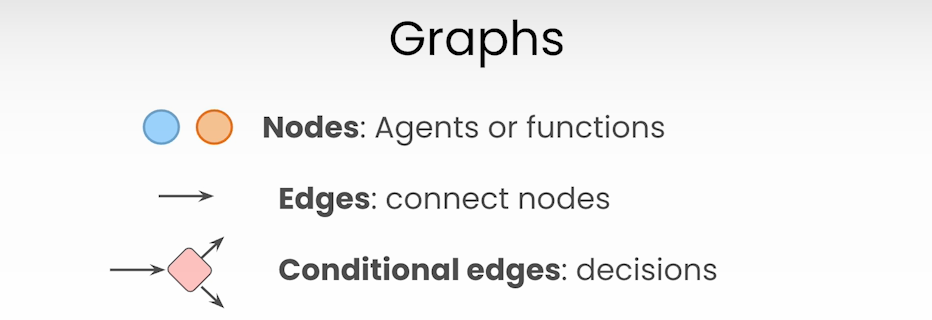 Graphs
Nodes: Agents or functions
Edges: connect nodes
Conditional edges: decisions